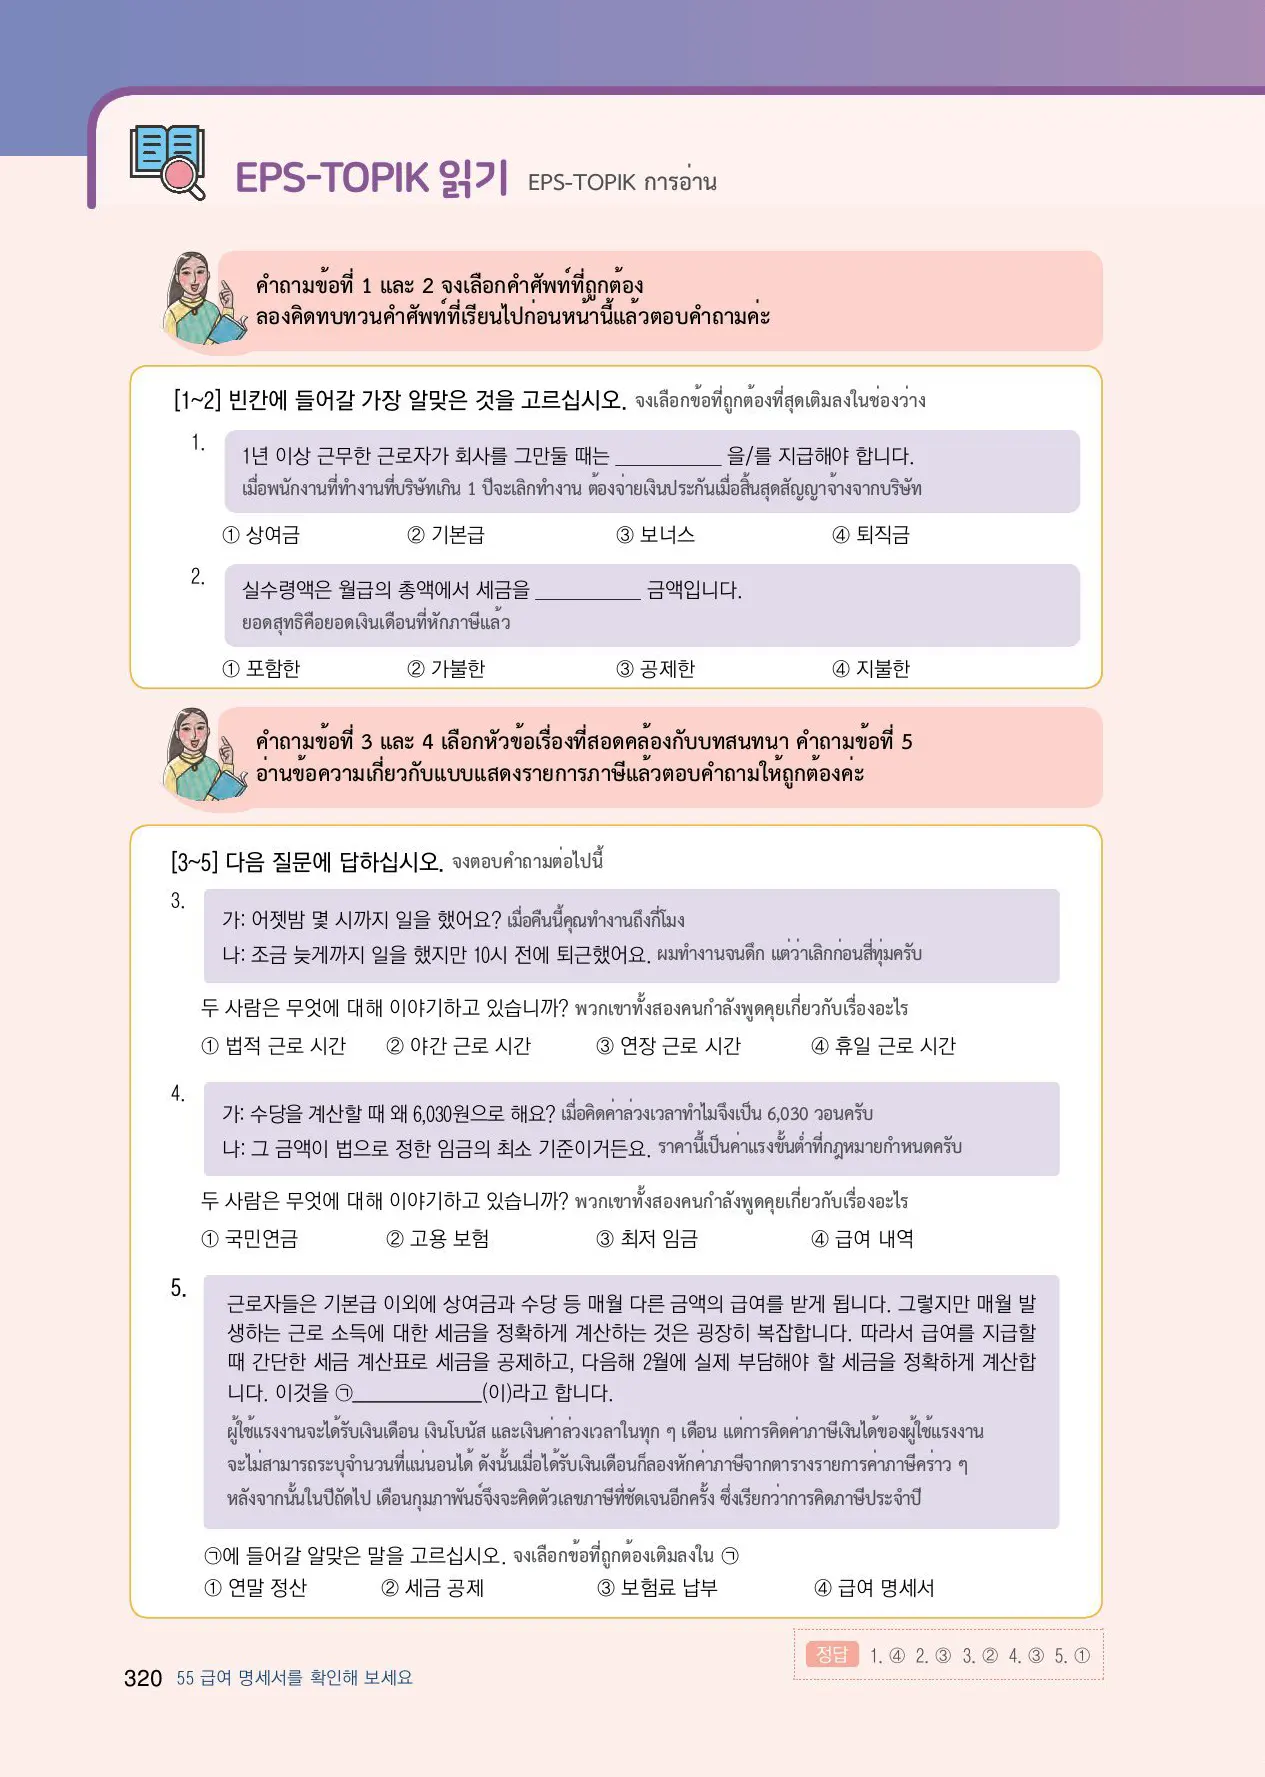 EPS-TOPIK 읽기 EPS-TOPIK การอ่าน
คำถามข้อที่ 1 และ 2 จงเลือกคำศัพท์ที่ถูกต้อง
ลองคิดทบทวนคำศัพท์ที่เรียนไปก่อนหน้านี้แล้วตอบคำถามค่ะ
[1~2] 빈칸에 들어갈 가장 알맞은 것을 고르십시오. จงเลือกข้อที่ถูกต้องที่สุดเติมลงในช่องว่าง
1. 1년 이상 근무한 근로자가 회사를 그만둘 때는 __________ 을/를 지급해야 합니다.
เมื่อพนักงานที่ทำงานที่บริษัทเกิน 1 ปีจะเลิกทำงาน ต้องจ่ายเงินประกันเมื่อสิ้นสุดสัญญาจ้างจากบริษัท
① 상여금 ② 기본급 ③ 보너스 ④ 퇴직금
2. 실수령액은 월급의 총액에서 세금을 __________ 금액입니다.
ยอดสุทธิคือยอดเงินเดือนที่หักภาษีแล้ว
① 포함한 ② 가불한 ③ 공제한 ④ 지불한
คำถามข้อที่ 3 และ 4 เลือกหัวข้อเรื่องที่สอดคล้องกับบทสนทนา คำถามข้อที่ 5
อ่านข้อความเกี่ยวกับแบบแสดงรายการภาษีแล้วตอบคำถามให้ถูกต้องค่ะ
[3~5] 다음 질문에 답하십시오. จงตอบคำถามต่อไปนี้
3. 가: 어젯밤 몇 시까지 일을 했어요? เมื่อคืนนี้คุณทำงานถึงกี่โมง
나: 조금 늦게까지 일을 했지만 10시 전에 퇴근했어요. ผมทำงานจนดึก แต่ว่าเลิกก่อนสี่ทุ่มครับ
두 사람은 무엇에 대해 이야기하고 있습니까? พวกเขาทั้งสองคนกำลังพูดคุยเกี่ยวกับเรื่องอะไร
① 법적 근로 시간 ② 야간 근로 시간 ③ 연장 근로 시간 ④ 휴일 근로 시간
4. 가: 수당을 계산할 때 왜 6,030원으로 해요? เมื่อคิดค่าล่วงเวลาทำไมจึงเป็น 6,030 วอนครับ
나: 그 금액이 법으로 정한 임금의 최소 기준이거든요. ราคานี้เป็นค่าแรงขั้นต่ำที่กฎหมายกำหนดครับ
두 사람은 무엇에 대해 이야기하고 있습니까? พวกเขาทั้งสองคนกำลังพูดคุยเกี่ยวกับเรื่องอะไร
① 국민연금 ② 고용 보험 ③ 최저 임금 ④ 급여 내역
5. 근로자들은 기본급 이외에 상여금과 수당 등 매월 다른 금액의 급여를 받게 됩니다. 그렇지만 매월 발
생하는 근로 소득에 대한 세금을 정확하게 계산하는 것은 굉장히 복잡합니다. 따라서 급여를 지급할
때 간단한 세금 계산표로 세금을 공제하고, 다음해 2월에 실제 부담해야 할 세금을 정확하게 계산합
니다. 이것을 ㉠____________(이)라고 합니다.
ผู้ใช้แรงงานจะได้รับเงินเดือน เงินโบนัส และเงินค่าล่วงเวลาในทุก ๆ เดือน แต่การคิดค่าภาษีเงินได้ของผู้ใช้แรงงาน
จะไม่สามารถระบุจำนวนที่แน่นอนได้ ดังนั้นเมื่อได้รับเงินเดือนก็ลองหักค่าภาษีจากตารางรายการค่าภาษีคร่าว ๆ
หลังจากนั้นในปีถัดไป เดือนกุมภาพันธ์จึงจะคิดตัวเลขภาษีที่ชัดเจนอีกครั้ง ซึ่งเรียกว่าการคิดภาษีประจำปี
㉠에 들어갈 알맞은 말을 고르십시오. จงเลือกข้อที่ถูกต้องเติมลงใน ㉠
① 연말 정산 ② 세금 공제 ③ 보험료 납부 ④ 급여 명세서
정답 1. ④ 2. ③ 3. ② 4. ③ 5. ①
320 55 급여 명세서를 확인해 보세요